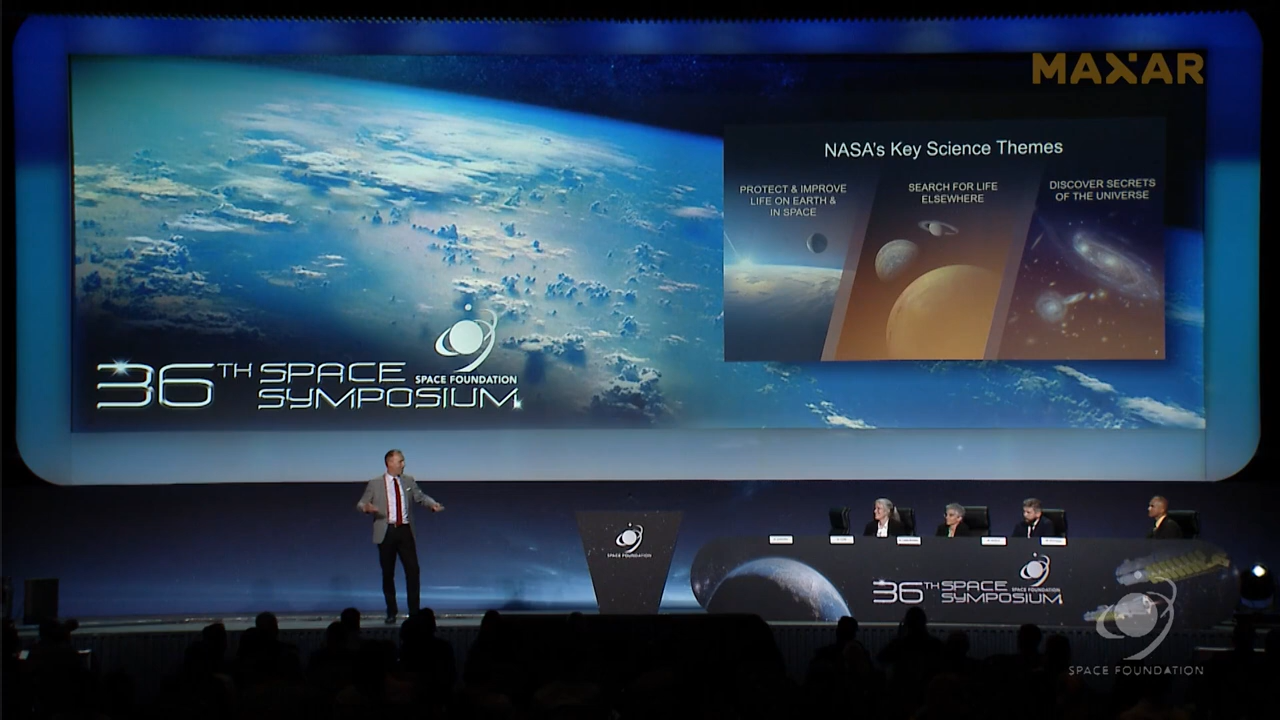 MAXAR
NASA's Key Science Themes
PROTECT & IMPROVE
LIFE ON EARTH &
IN SPACE
SEARCH FOR LIFE
ELSEWHERE
DISCOVER SECRETS
OF THE UNIVERSE
36TH SPACE
SYMPOSIUM
SPACE FOUNDATION
SPACE FOUNDATION
36TH SPACE
SYMPOSIUM
SPACE FOUNDATION
SPACE FOUNDATION